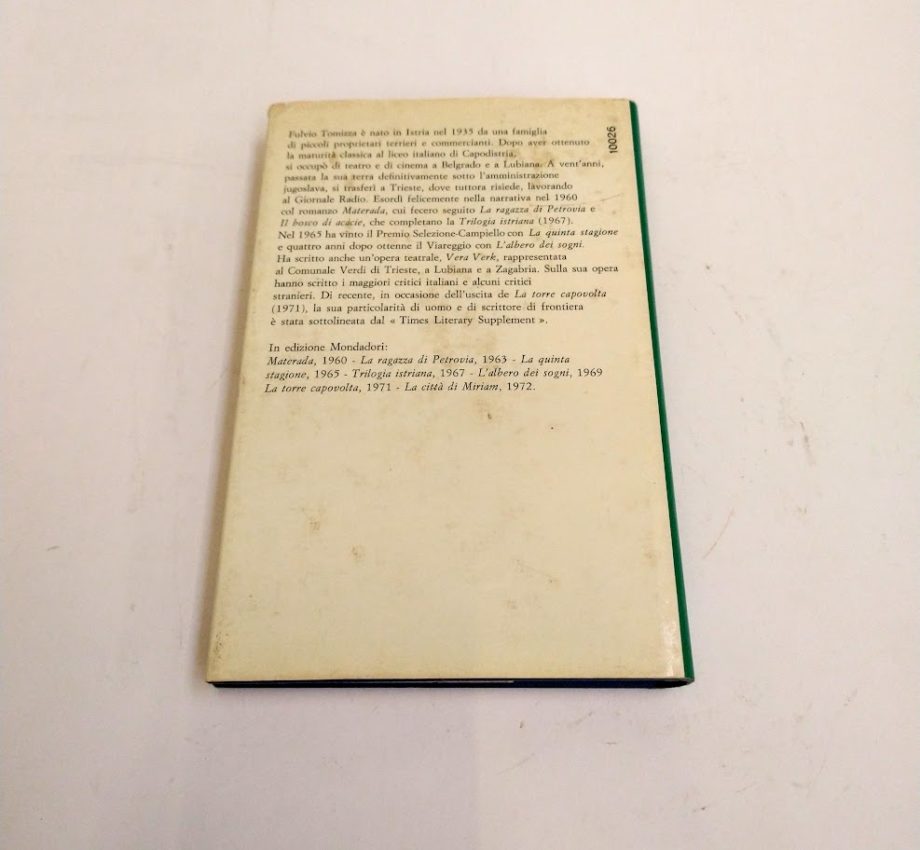 Fulvio Tomizza è nato in Istria nel 1935 da una famiglia
di piccoli proprietari terrieri e commercianti. Dopo aver ottenuto
la maturità classica al liceo italiano di Capodistria,
si occupò di teatro e di cinema a Belgrado e a Lubiana. A vent'anni,
passata la sua terra definitivamente sotto l'amministrazione
jugoslava, si trasferì a Trieste, dove tuttora risiede, lavorando
al Giornale Radio. Esordì felicemente nella narrativa nel 1960
col romanzo Materada, cui fecero seguito La ragazza di Petrovia e
Il bosco di acacie, che completano la Trilogia istriana (1967).
Nel 1965 ha vinto il Premio Selezione-Campiello con La quinta stagione
e quattro anni dopo ottenne il Viareggio con L'albero dei sogni.
Ha scritto anche un'opera teatrale, Vera Verk, rappresentata
al Comunale Verdi di Trieste, a Lubiana e a Zagabria. Sulla sua opera
hanno scritto i maggiori critici italiani e alcuni critici
stranieri. Di recente, in occasione dell'uscita de La torre capovolta
(1971), la sua particolarità di uomo e di scrittore di frontiera
è stata sottolineata dal « Times Literary Supplement ».
In edizione Mondadori:
Materada, 1960 - La ragazza di Petrovia, 1963 - La quinta
stagione, 1965 - Trilogia istriana, 1967 - L'albero dei sogni, 1969
La torre capovolta, 1971 - La città di Miriam, 1972.
10026